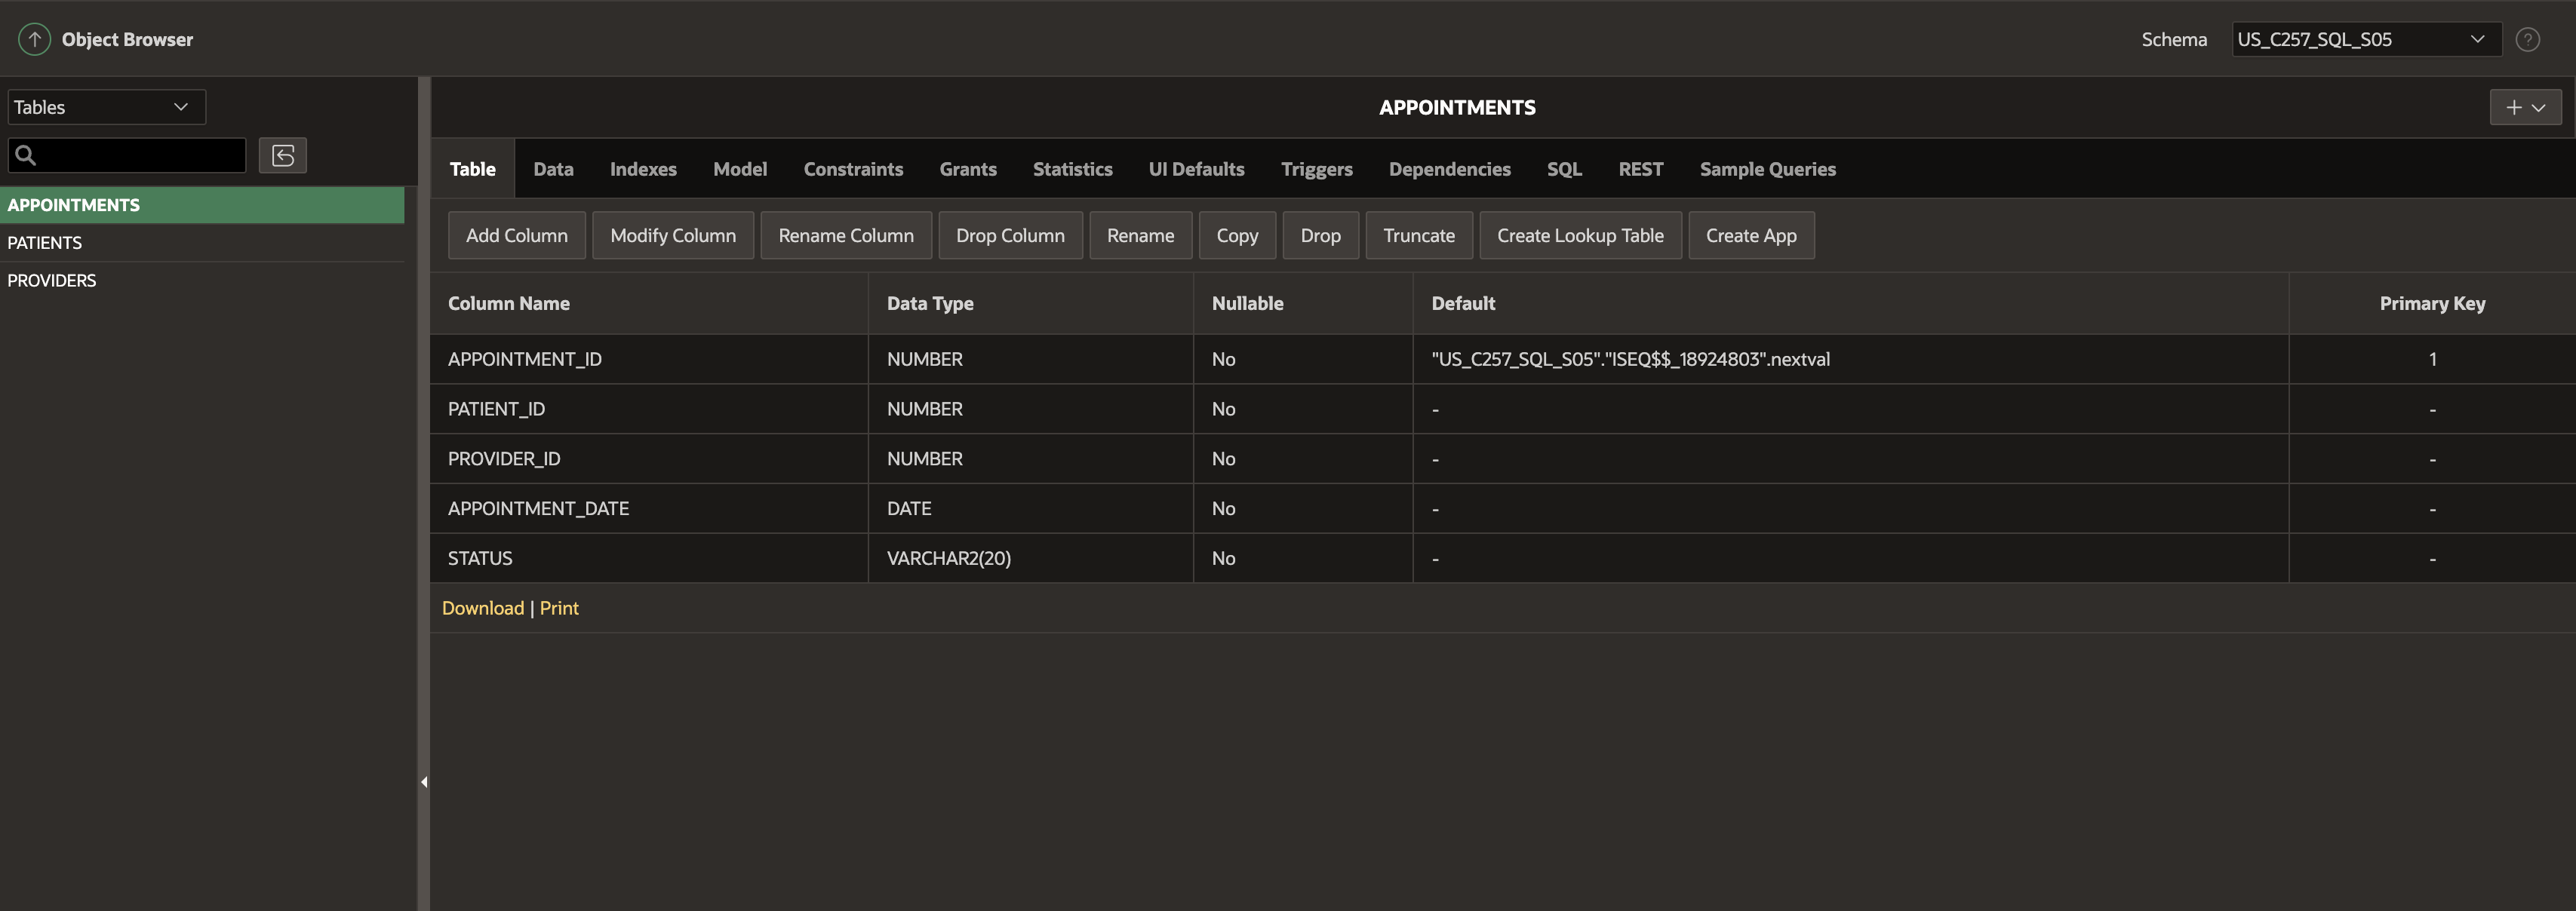 Object Browser
Schema US_C257_SQL_S05
Tables
APPOINTMENTS
PATIENTS
PROVIDERS
APPOINTMENTS
Table Data Indexes Model Constraints Grants Statistics UI Defaults Triggers Dependencies SQL REST Sample Queries
Add Column Modify Column Rename Column Drop Column Rename Copy Drop Truncate Create Lookup Table Create App
Column Name Data Type Nullable Default Primary Key
APPOINTMENT_ID NUMBER No "US_C257_SQL_S05"."ISEQ$$_18924803".nextval 1
PATIENT_ID NUMBER No - -
PROVIDER_ID NUMBER No - -
APPOINTMENT_DATE DATE No - -
STATUS VARCHAR2(20) No - -
Download | Print